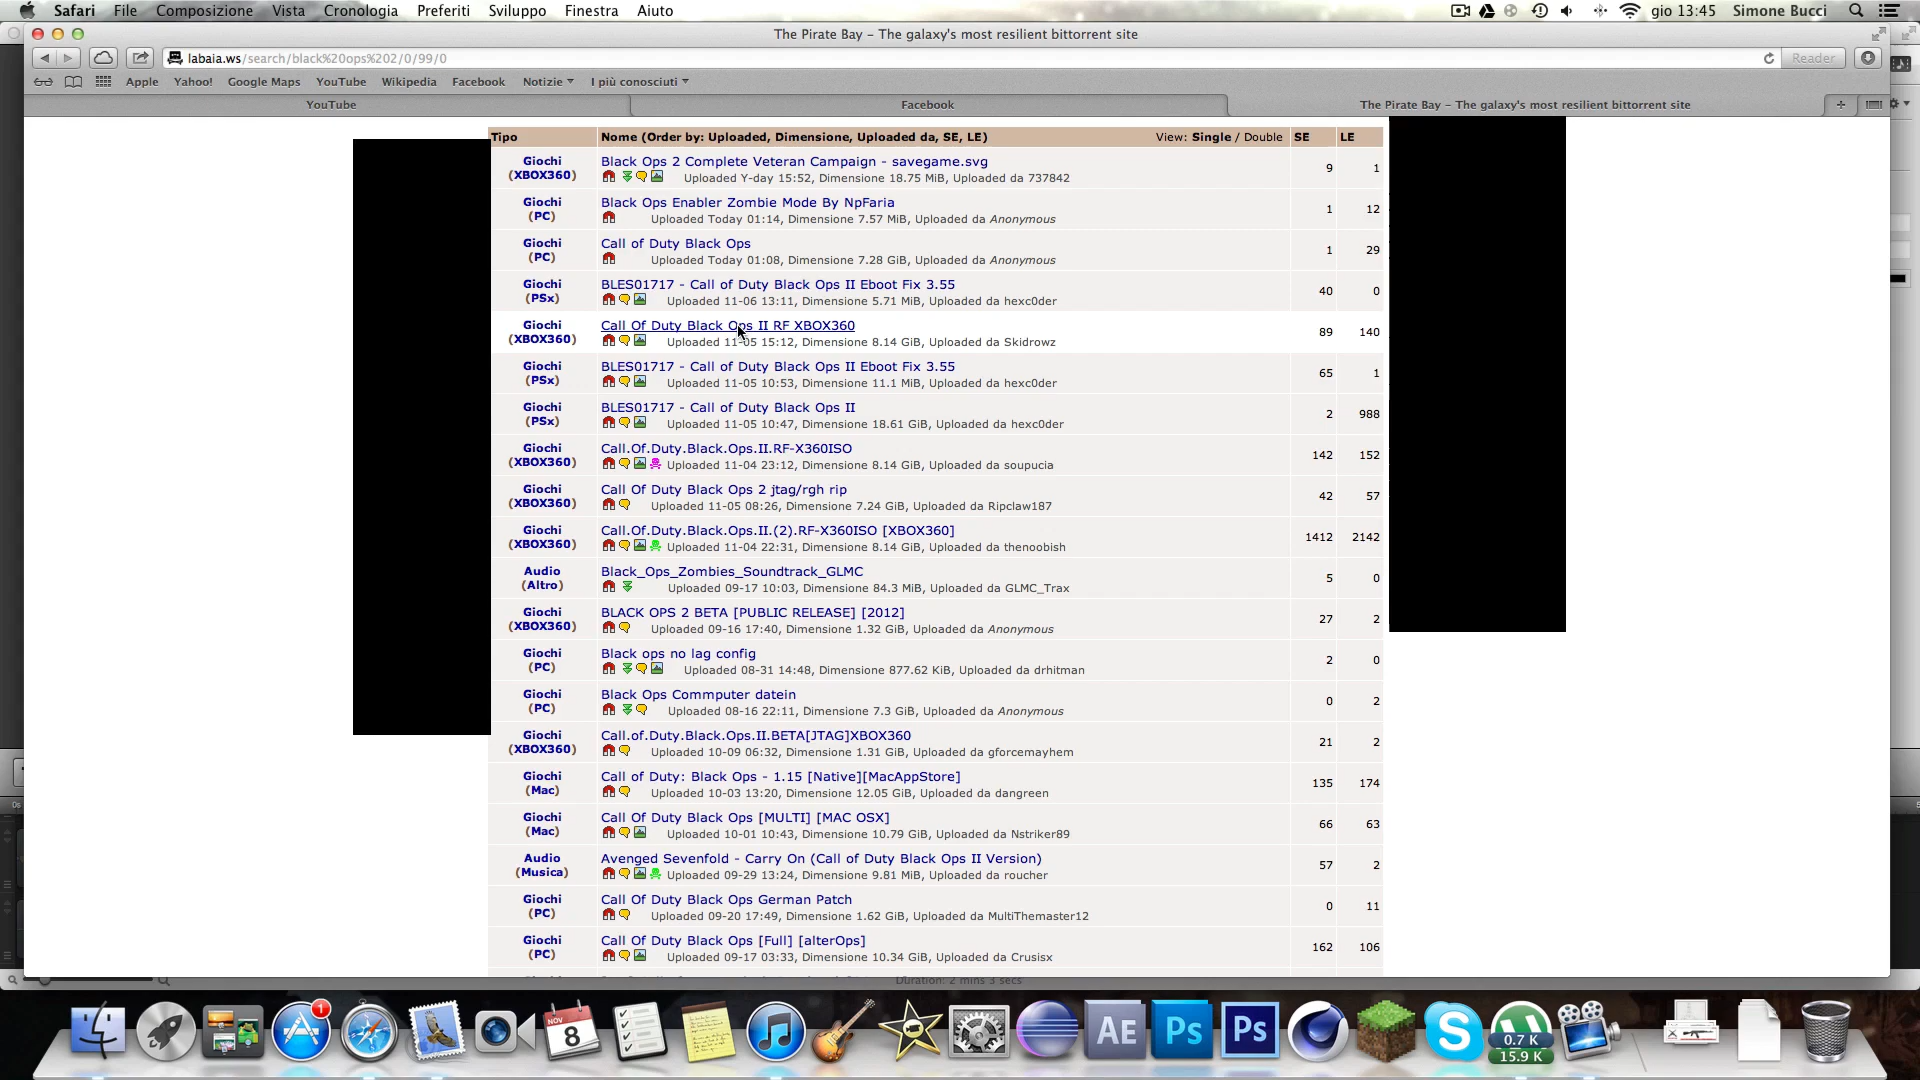 Safari File Composizione Vista Cronologia Preferiti Sviluppo Finestra Aiuto gio 13:45 Simone Bucci
The Pirate Bay – The galaxy's most resilient bittorrent site
labaia.ws/search/black%20ops%202/0/99/0 Reader
Apple Yahoo! Google Maps YouTube Wikipedia Facebook Notizie I più conosciuti
YouTube Facebook The Pirate Bay – The galaxy's most resilient bittorrent site
Tipo Nome (Order by: Uploaded, Dimensione, Uploaded da, SE, LE) View: Single / Double SE LE
Giochi (XBOX360) Black Ops 2 Complete Veteran Campaign - savegame.svg 9 1
Uploaded Y-day 15:52, Dimensione 18.75 MiB, Uploaded da 737842
Giochi (PC) Black Ops Enabler Zombie Mode By NpFaria 1 12
Uploaded Today 01:14, Dimensione 7.57 MiB, Uploaded da Anonymous
Giochi (PC) Call of Duty Black Ops 1 29
Uploaded Today 01:08, Dimensione 7.28 GiB, Uploaded da Anonymous
Giochi (PSx) BLES01717 - Call of Duty Black Ops II Eboot Fix 3.55 40 0
Uploaded 11-06 13:11, Dimensione 5.71 MiB, Uploaded da hexc0der
Giochi (XBOX360) Call Of Duty Black Ops II RF XBOX360 89 140
Uploaded 11-05 15:12, Dimensione 8.14 GiB, Uploaded da Skidrowz
Giochi (PSx) BLES01717 - Call of Duty Black Ops II Eboot Fix 3.55 65 1
Uploaded 11-05 10:53, Dimensione 11.1 MiB, Uploaded da hexc0der
Giochi (PSx) BLES01717 - Call of Duty Black Ops II 2 988
Uploaded 11-05 10:47, Dimensione 18.61 GiB, Uploaded da hexc0der
Giochi (XBOX360) Call.Of.Duty.Black.Ops.II.RF-X360ISO 142 152
Uploaded 11-04 23:12, Dimensione 8.14 GiB, Uploaded da soupucia
Giochi (XBOX360) Call Of Duty Black Ops 2 jtag/rgh rip 42 57
Uploaded 11-05 08:26, Dimensione 7.24 GiB, Uploaded da Ripclaw187
Giochi (XBOX360) Call.Of.Duty.Black.Ops.II.(2).RF-X360ISO [XBOX360] 1412 2142
Uploaded 11-04 22:31, Dimensione 8.14 GiB, Uploaded da thenoobish
Audio (Altro) Black_Ops_Zombies_Soundtrack_GLMC 5 0
Uploaded 09-17 10:03, Dimensione 84.3 MiB, Uploaded da GLMC_Trax
Giochi (XBOX360) BLACK OPS 2 BETA [PUBLIC RELEASE] [2012] 27 2
Uploaded 09-16 17:40, Dimensione 1.32 GiB, Uploaded da Anonymous
Giochi (PC) Black ops no lag config 2 0
Uploaded 08-31 14:48, Dimensione 877.62 KiB, Uploaded da drhitman
Giochi (PC) Black Ops Commputer datein 0 2
Uploaded 08-16 22:11, Dimensione 7.3 GiB, Uploaded da Anonymous
Giochi (XBOX360) Call.of.Duty.Black.Ops.II.BETA[JTAG]XBOX360 21 2
Uploaded 10-09 06:32, Dimensione 1.31 GiB, Uploaded da gforcemayhem
Giochi (Mac) Call of Duty: Black Ops - 1.15 [Native][MacAppStore] 135 174
Uploaded 10-03 13:20, Dimensione 12.05 GiB, Uploaded da dangreen
Giochi (Mac) Call Of Duty Black Ops [MULTI] [MAC OSX] 66 63
Uploaded 10-01 10:43, Dimensione 10.79 GiB, Uploaded da Nstriker89
Audio (Musica) Avenged Sevenfold - Carry On (Call of Duty Black Ops II Version) 57 2
Uploaded 09-29 13:24, Dimensione 9.81 MiB, Uploaded da roucher
Giochi (PC) Call Of Duty Black Ops German Patch 0 11
Uploaded 09-20 17:49, Dimensione 1.62 GiB, Uploaded da MultiThemaster12
Giochi (PC) Call Of Duty Black Ops [Full] [alterOps] 162 106
Uploaded 09-17 03:33, Dimensione 10.34 GiB, Uploaded da Crusisx
Duration: 2 mins 3 secs
1
NOV 8
AE Ps Ps
0.7 K
15.9 K